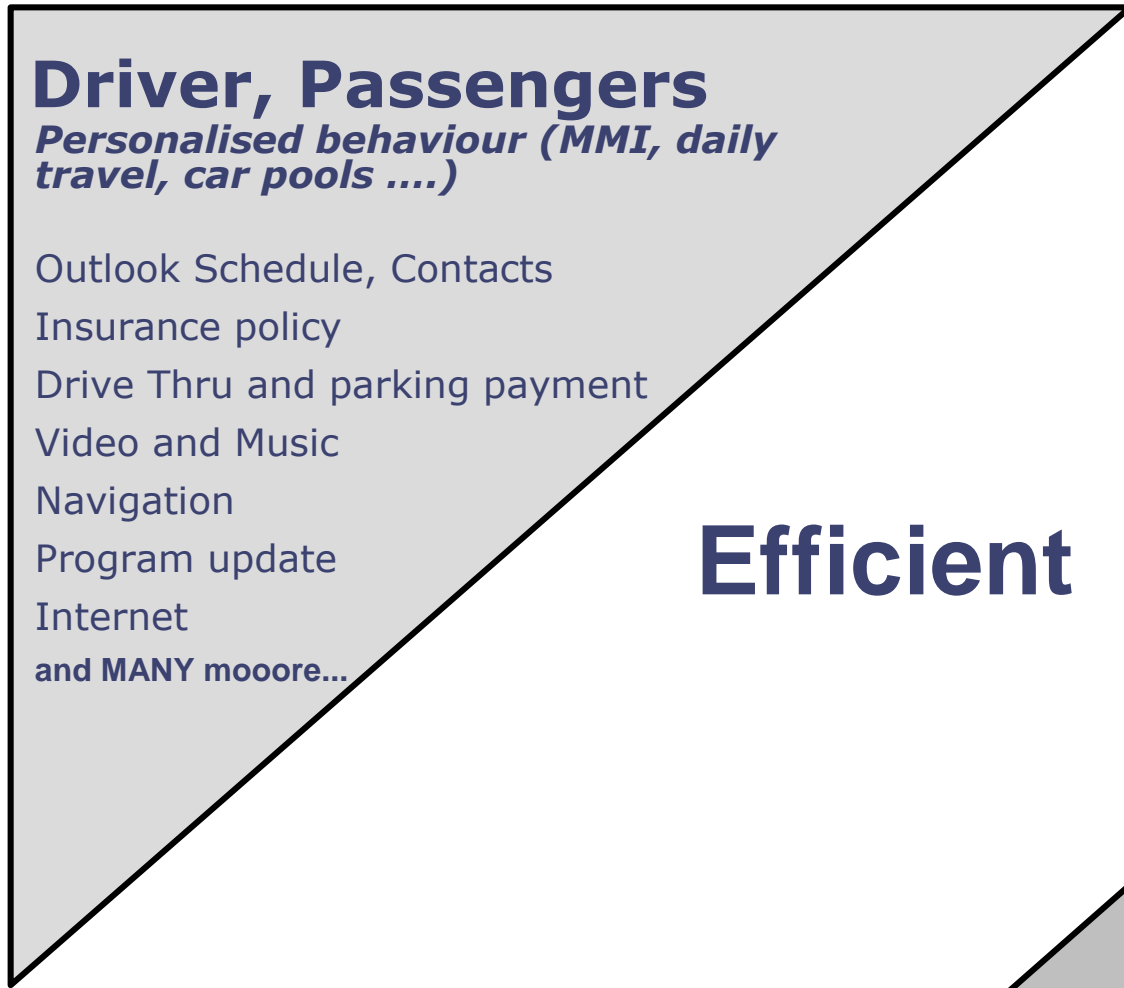 Driver, Passengers
Personalised behaviour (MMI, daily
travel, car pools ....)
Outlook Schedule, Contacts
Insurance policy
Drive Thru and parking payment
Video and Music
Navigation
Program update
Internet
and MANY mooore...
Efficient